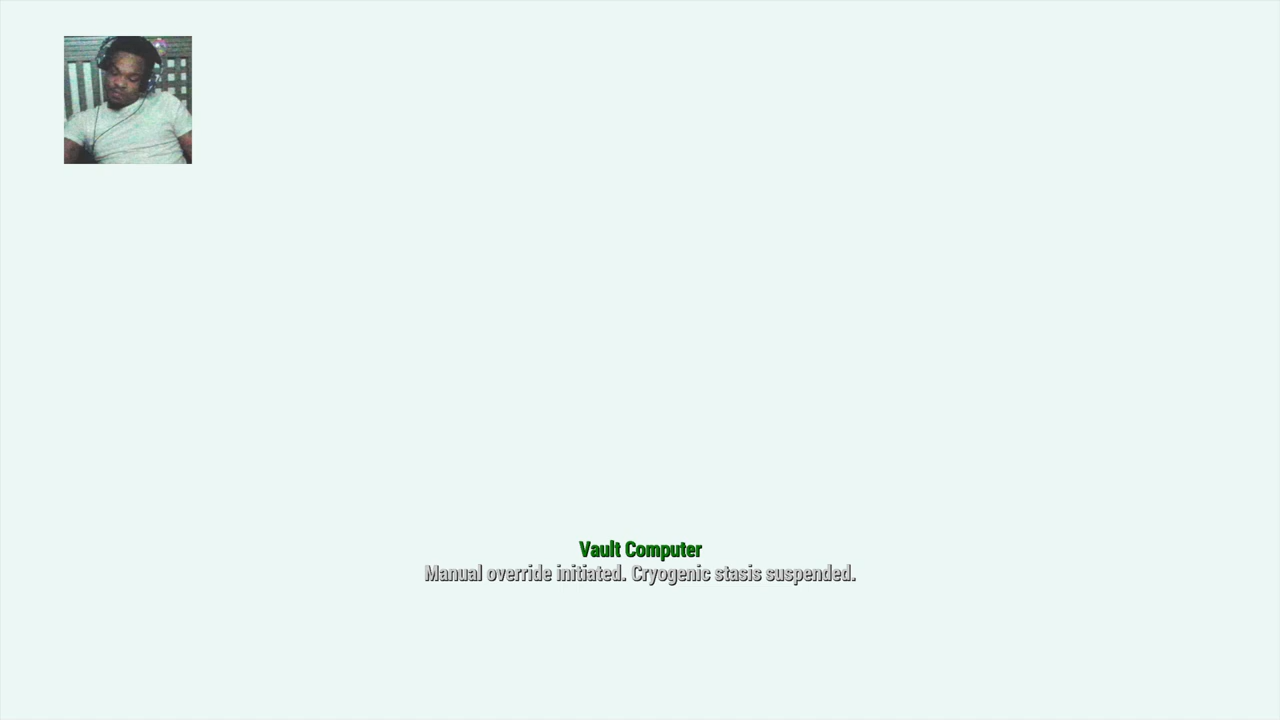 Vault Computer
Manual override initiated. Cryogenic stasis suspended.